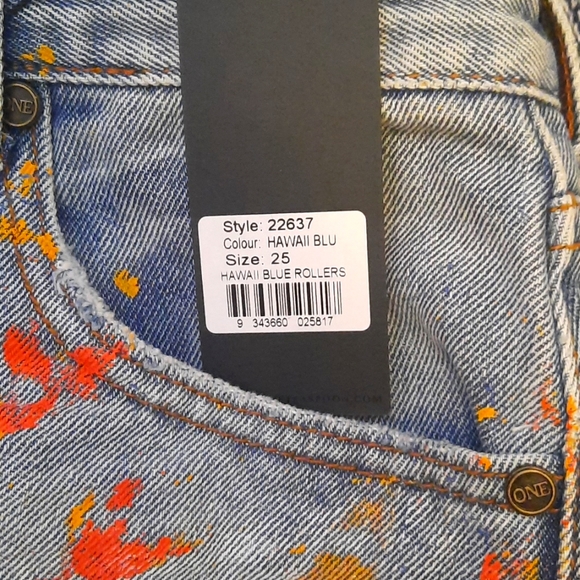 ONE
Style: 22637
Colour: HAWAII BLU
Size: 25
HAWAII BLUE ROLLERS
9 343660 025817
ONE